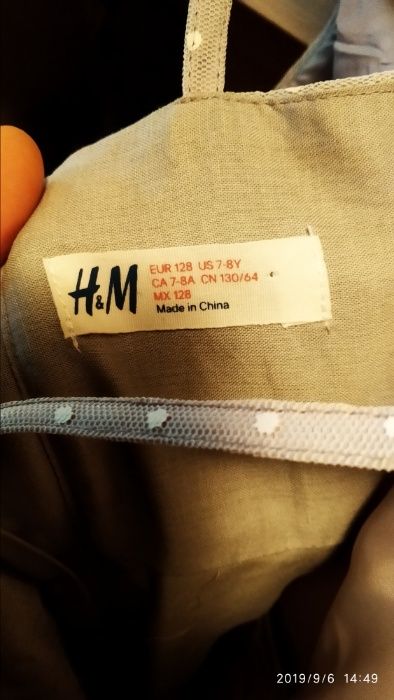 H&M
EUR 128 US 7-8Y
CA 7-8A CN 130/64
MX 128
Made in China
2019/9/6 14:49